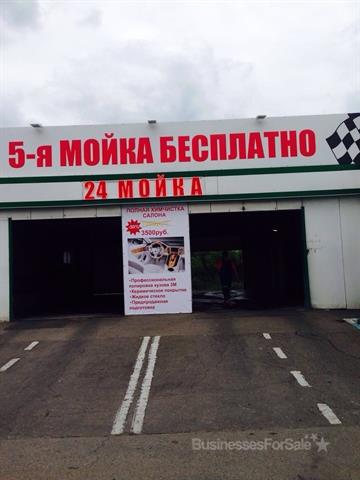 5-я МОЙКА БЕСПЛАТНО
24 МОЙКА
ПОЛНАЯ ХИМЧИСТКА
САЛОНА
3500руб.
•Профессиональная
полировка кузова 3М
•Керамическое покрытие
•Жидкое стекло
•Предпродажная
подготовка
BusinessesForSale